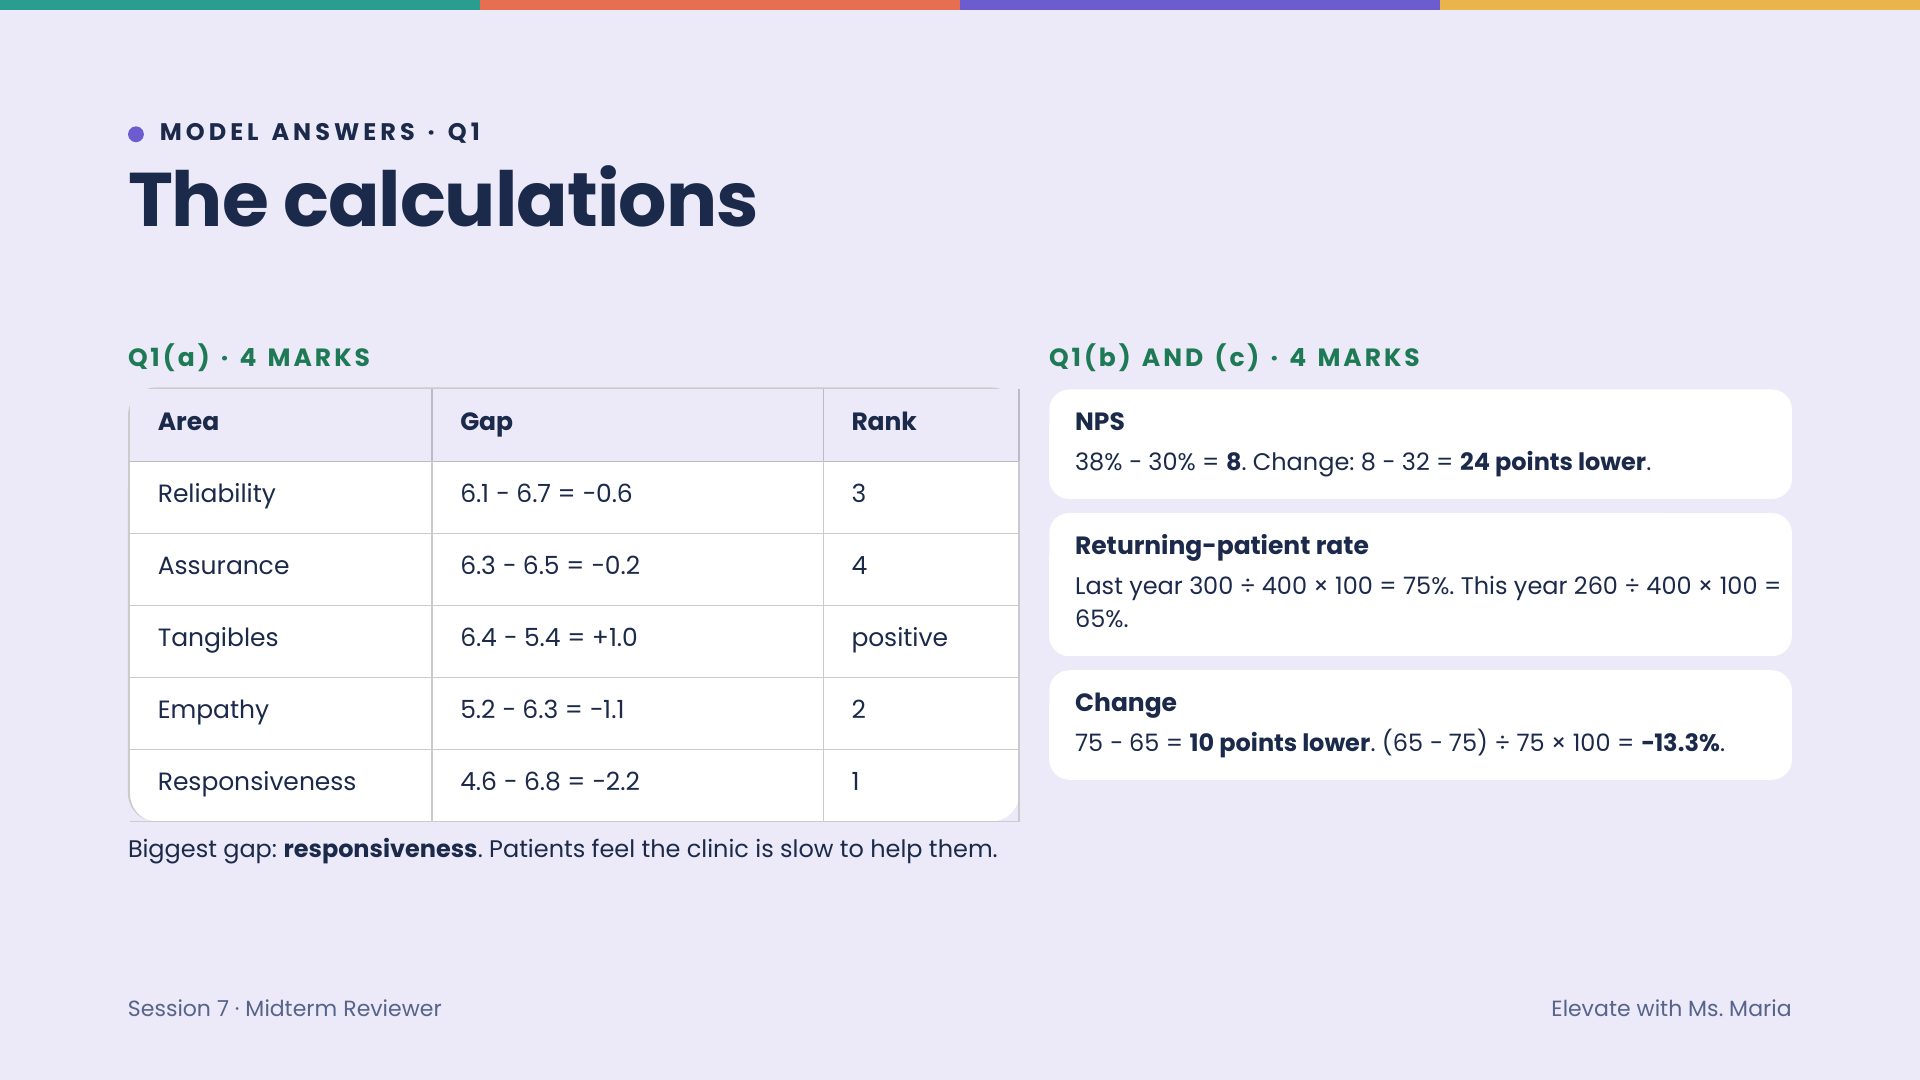 MODEL ANSWERS · Q1
The calculations
Q1(a) · 4 MARKS
Area Gap Rank
Reliability 6.1 − 6.7 = −0.6 3
Assurance 6.3 − 6.5 = −0.2 4
Tangibles 6.4 − 5.4 = +1.0 positive
Empathy 5.2 − 6.3 = −1.1 2
Responsiveness 4.6 − 6.8 = −2.2 1
Biggest gap: responsiveness. Patients feel the clinic is slow to help them.
Q1(b) AND (c) · 4 MARKS
NPS
38% − 30% = 8. Change: 8 − 32 = 24 points lower.
Returning-patient rate
Last year 300 ÷ 400 × 100 = 75%. This year 260 ÷ 400 × 100 =
65%.
Change
75 − 65 = 10 points lower. (65 − 75) ÷ 75 × 100 = −13.3%.
Session 7 · Midterm Reviewer
Elevate with Ms. Maria